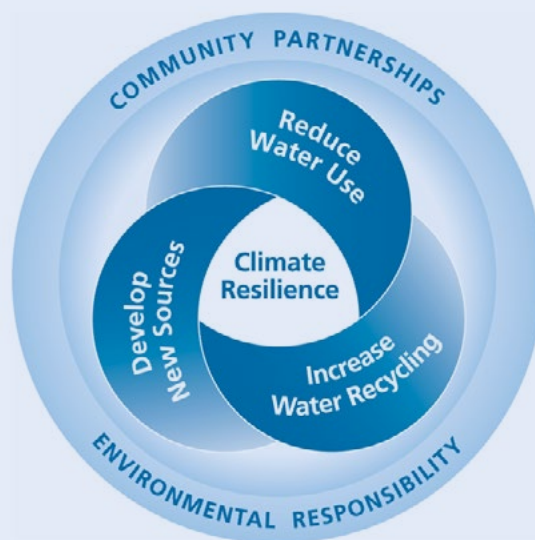 COMMUNITY PARTNERSHIPS
Reduce
Water Use
Climate
Resilience
Develop
New Sources
Increase
Water Recycling
ENVIRONMENTAL RESPONSIBILITY